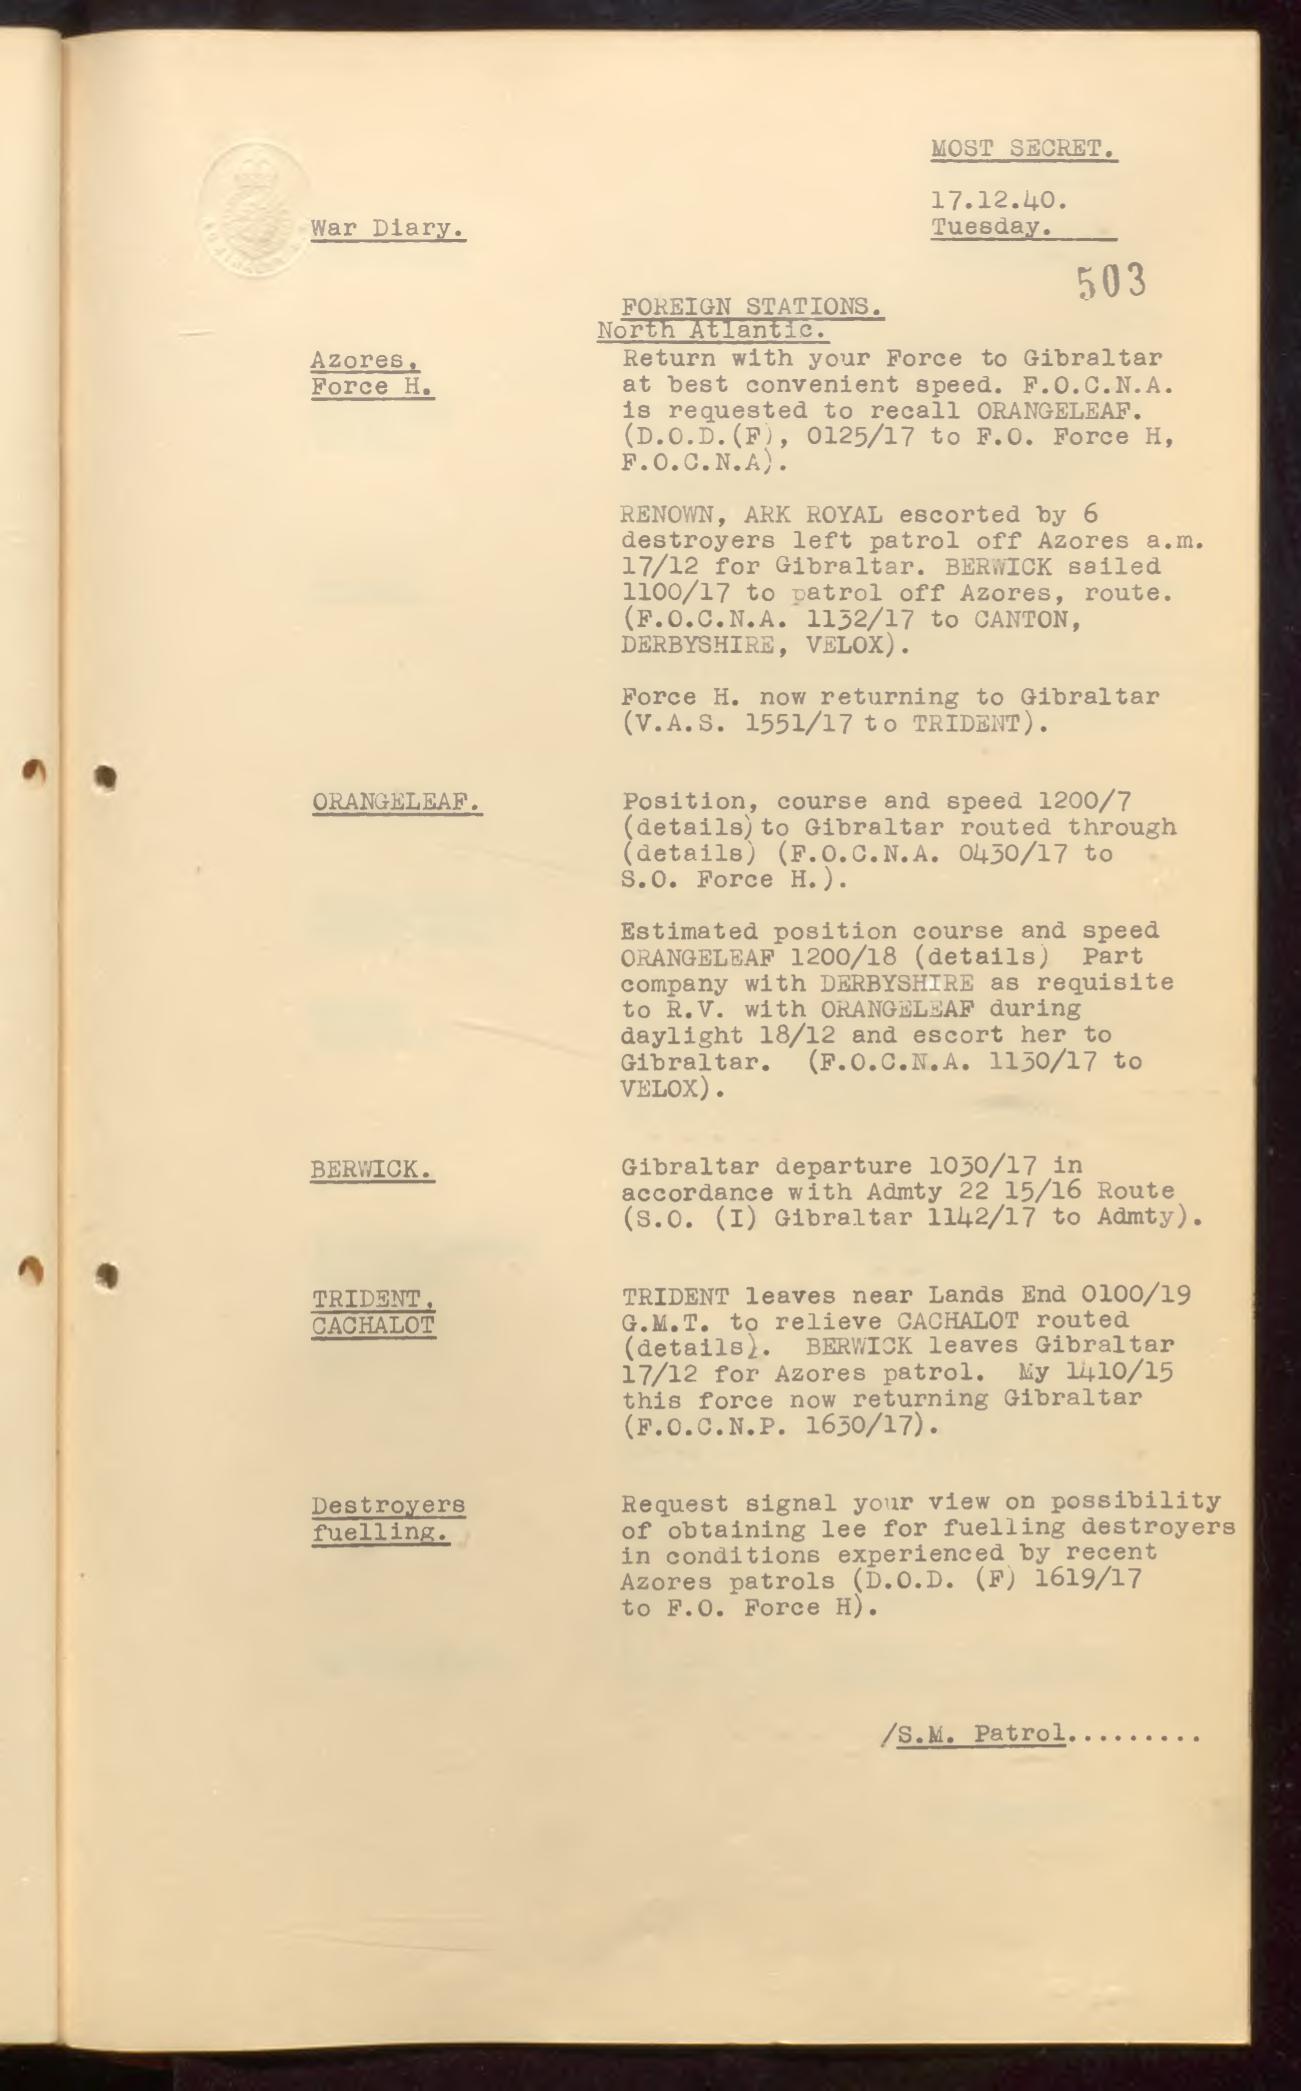 MOST SECRET.
17.12.40.
War Diary.
Tuesday.
503
FOREIGN STATIONS.
North Atlantic.
Azores,
Force H.
Return with your Force to Gibraltar
at best convenient speed. F.O.C.N.A.
is requested to recall ORANGELEAF.
(D.O.D.(F), 0125/17 to F.O. Force H,
F.O.C.N.A).
RENOWN, ARK ROYAL escorted by 6
destroyers left patrol off Azores a.m.
17/12 for Gibraltar. BERWICK sailed
1100/17 to patrol off Azores, route.
(F.O.C.N.A. 1132/17 to CANTON,
DERBYSHIRE, VELOX).
Force H. now returning to Gibraltar
(V.A.S. 1551/17 to TRIDENT).
ORANGELEAF.
Position, course and speed 1200/7
(details) to Gibraltar routed through
(details) (F.O.C.N.A. 0430/17 to
S.O. Force H.).
Estimated position course and speed
ORANGELEAF 1200/18 (details) Part
company with DERBYSHIRE as requisite
to R.V. with ORANGELEAF during
daylight 18/12 and escort her to
Gibraltar. (F.O.C.N.A. 1130/17 to
VELOX).
BERWICK.
Gibraltar departure 1030/17 in
accordance with Admty 22 15/16 Route
(S.O. (I) Gibraltar 1142/17 to Admty).
TRIDENT,
CACHALOT
TRIDENT leaves near Lands End 0100/19
G.M.T. to relieve CACHALOT routed
(details). BERWICK leaves Gibraltar
17/12 for Azores patrol. My 1410/15
this force now returning Gibraltar
(F.O.C.N.P. 1630/17).
Destroyers
fuelling.
Request signal your view on possibility
of obtaining lee for fuelling destroyers
in conditions experienced by recent
Azores patrols (D.O.D. (F) 1619/17
to F.O. Force H).
/S.M. Patrol.........